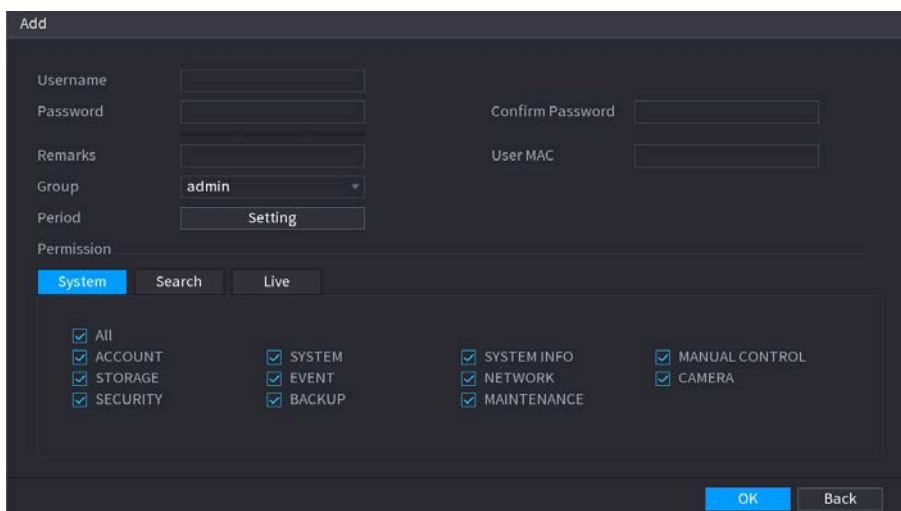 Add
Username
Password Confirm Password
Remarks User MAC
Group admin
Period Setting
Permission
System Search Live
All
ACCOUNT SYSTEM SYSTEM INFO MANUAL CONTROL
STORAGE EVENT NETWORK CAMERA
SECURITY BACKUP MAINTENANCE
OK Back